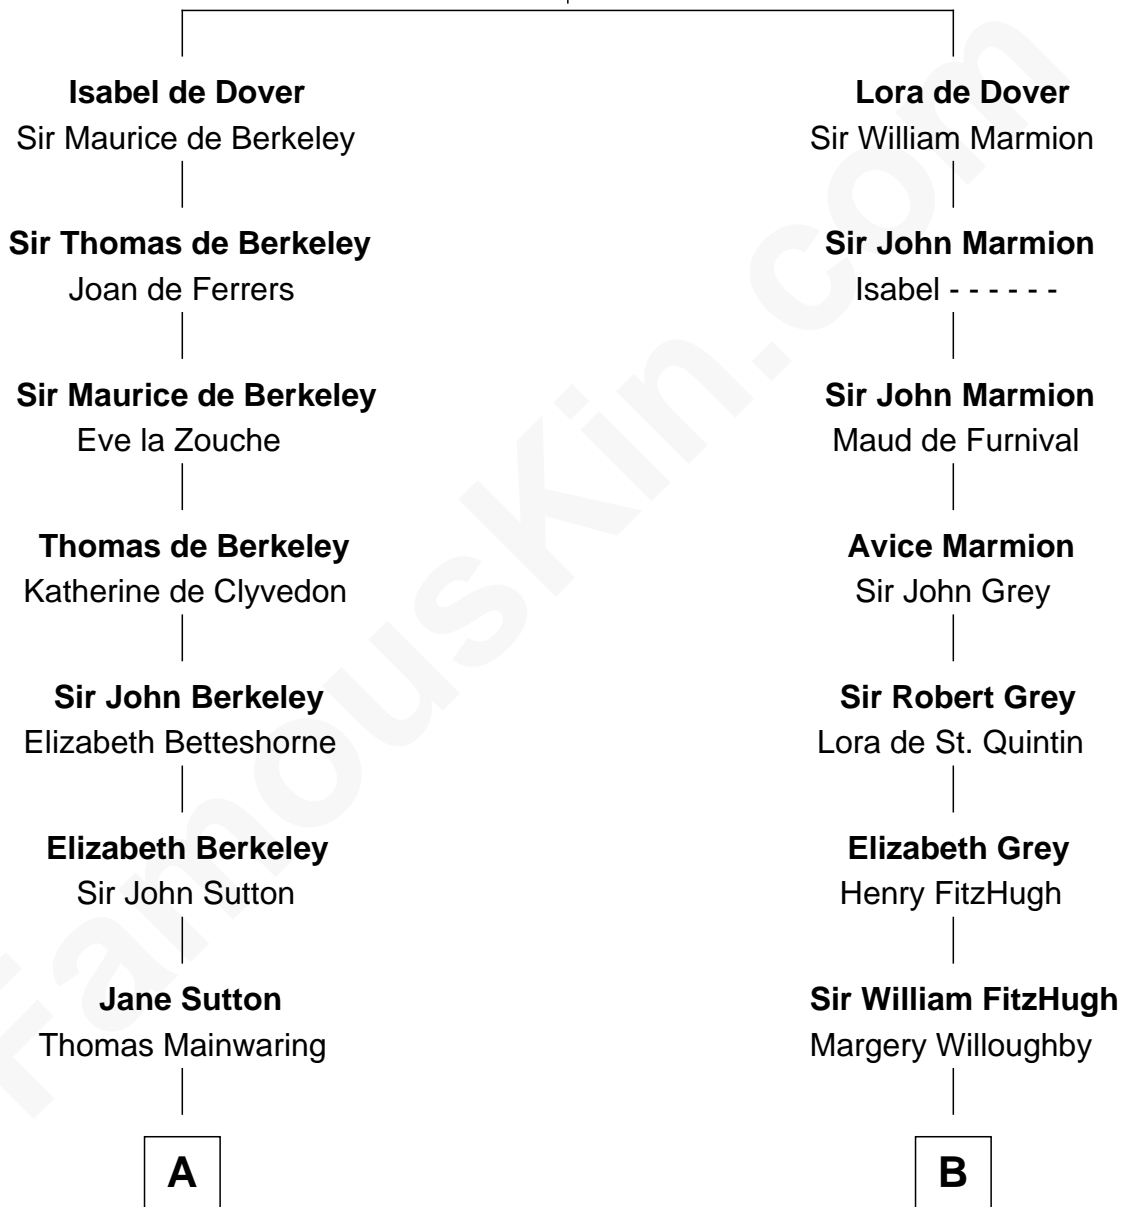 Isabel de Dover
Sir Maurice de Berkeley
Sir Thomas de Berkeley
Joan de Ferrers
Sir Maurice de Berkeley
Eve la Zouche
Thomas de Berkeley
Katherine de Clyvedon
Sir John Berkeley
Elizabeth Betteshorne
Elizabeth Berkeley
Sir John Sutton
Jane Sutton
Thomas Mainwaring
A
Lora de Dover
Sir William Marmion
Sir John Marmion
Isabel - - - - - -
Sir John Marmion
Maud de Furnival
Avice Marmion
Sir John Grey
Sir Robert Grey
Lora de St. Quintin
Elizabeth Grey
Henry FitzHugh
Sir William FitzHugh
Margery Willoughby
B
FamousKin.com